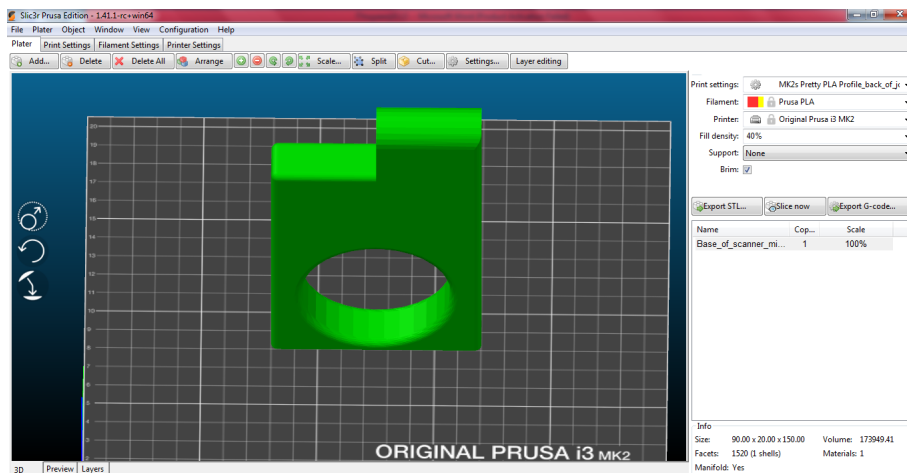 Slic3r Prusa Edition - 1.41.1-rc+win64
File Plater Object Window View Configuration Help
Plater Print Settings Filament Settings Printer Settings
Add... Delete Delete All Arrange Scale... Split Cut... Settings... Layer editing
Print settings: MK2s Pretty PLA Profile_back_of_jc
Filament: Prusa PLA
Printer: Original Prusa i3 MK2
Fill density: 40%
Support: None
Brim:
Export STL... Slice now Export G-code...
Name Cop... Scale
Base_of_scanner_mi... 1 100%
20
19
18
17
16
15
14
13
12
11
10
9
8
7
6
5
4
3
2
ORIGINAL PRUSA i3 MK2
Info
Size: 90.00 x 20.00 x 150.00 Volume: 173949.41
Facets: 1520 (1 shells) Materials: 1
Manifold: Yes
3D Preview Layers